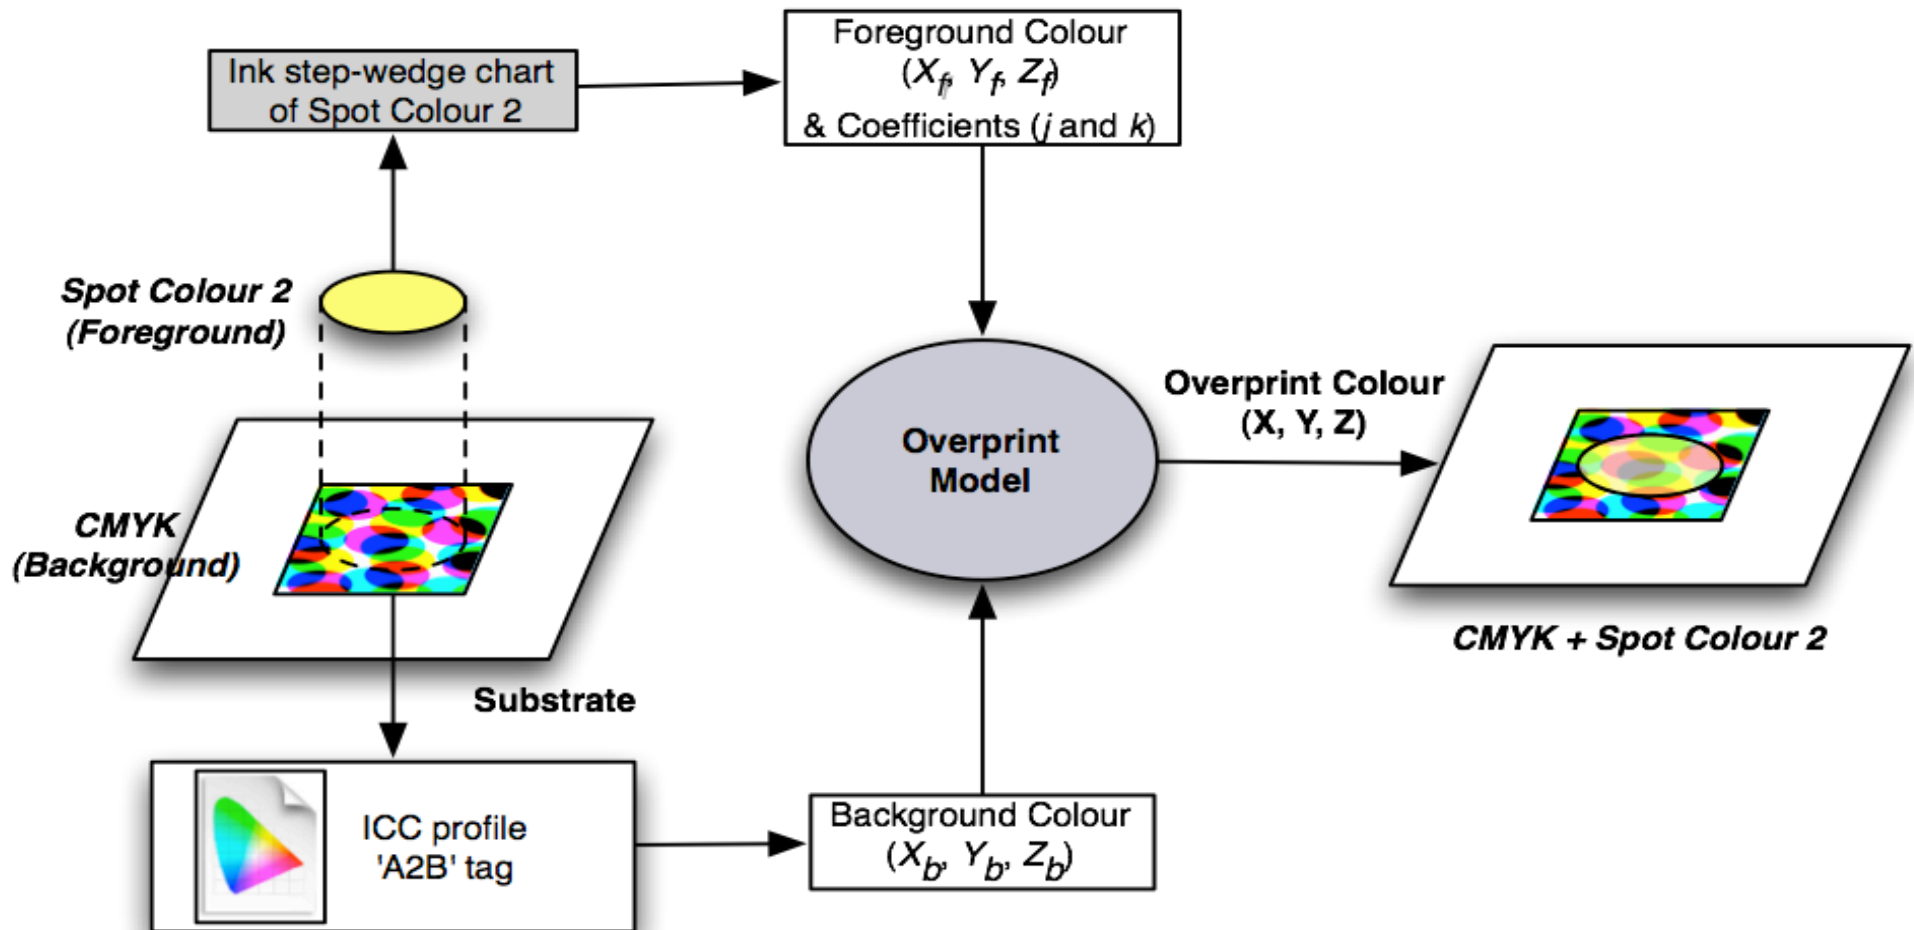 Ink step-wedge chart
of Spot Colour 2
Foreground Colour
(Xf, Yf, Zf)
& Coefficients (j and k)
Spot Colour 2
(Foreground)
Overprint
Model
Overprint Colour
(X, Y, Z)
CMYK
(Background)
CMYK + Spot Colour 2
Substrate
ICC profile
'A2B' tag
Background Colour
(Xb, Yb, Zb)